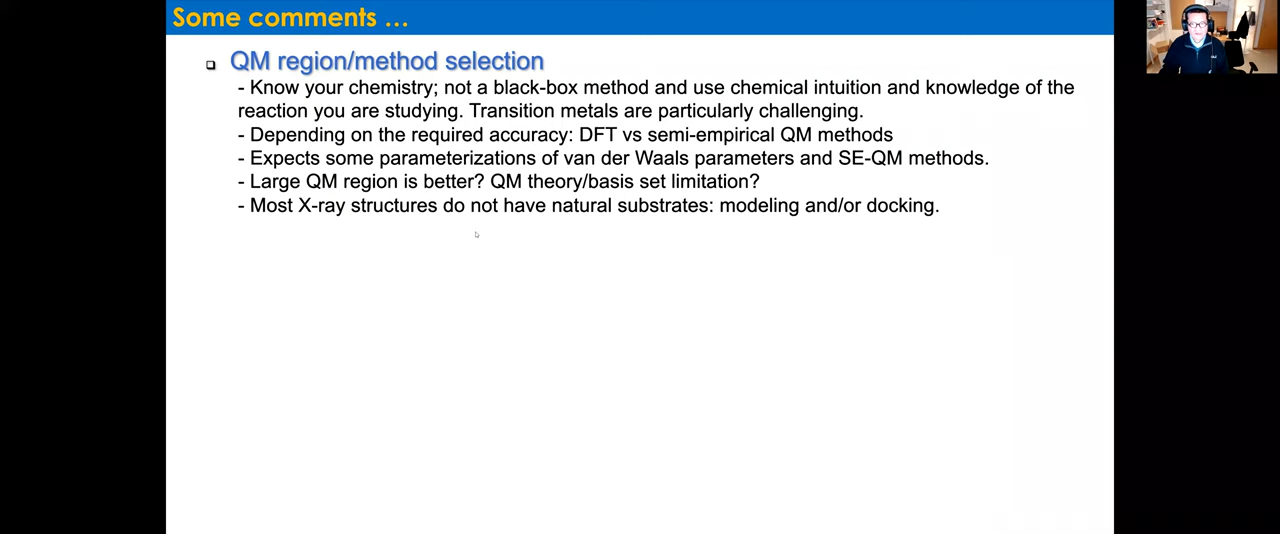 Some comments …
QM region/method selection
- Know your chemistry; not a black-box method and use chemical intuition and knowledge of the
reaction you are studying. Transition metals are particularly challenging.
- Depending on the required accuracy: DFT vs semi-empirical QM methods
- Expects some parameterizations of van der Waals parameters and SE-QM methods.
- Large QM region is better? QM theory/basis set limitation?
- Most X-ray structures do not have natural substrates: modeling and/or docking.